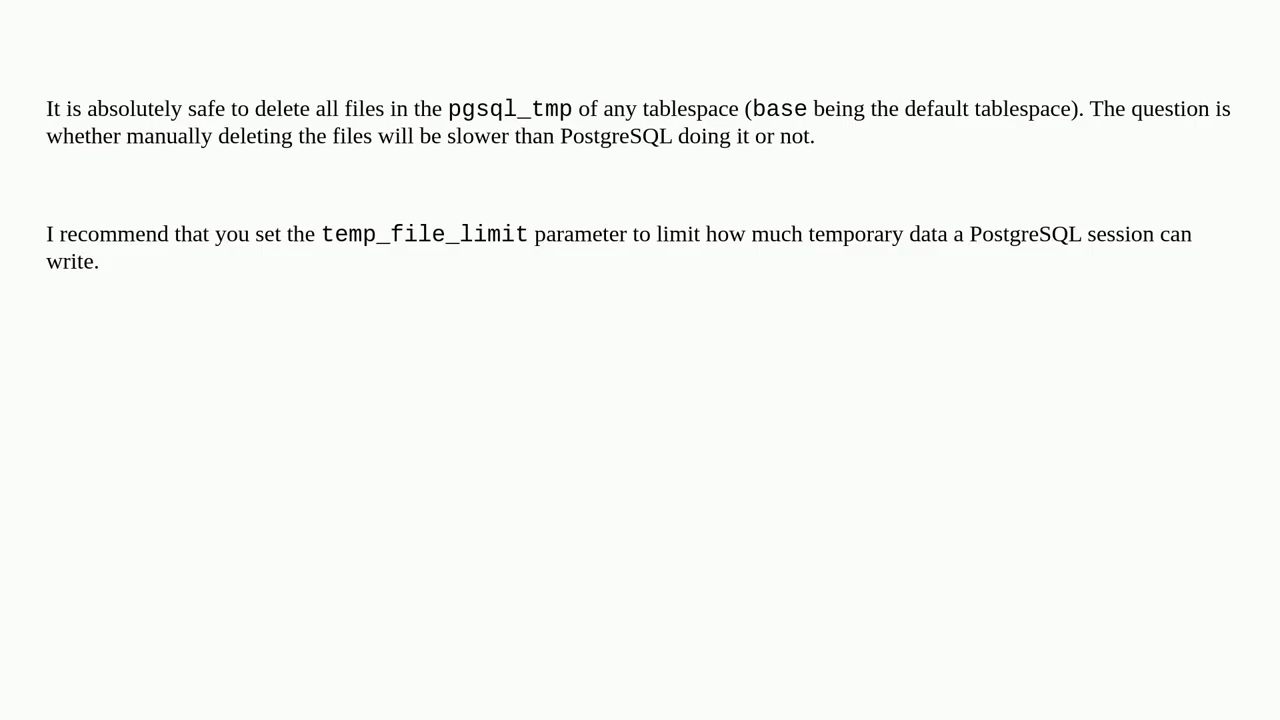 It is absolutely safe to delete all files in the pgsql_tmp of any tablespace (base being the default tablespace). The question is
whether manually deleting the files will be slower than PostgreSQL doing it or not.
I recommend that you set the temp_file_limit parameter to limit how much temporary data a PostgreSQL session can
write.